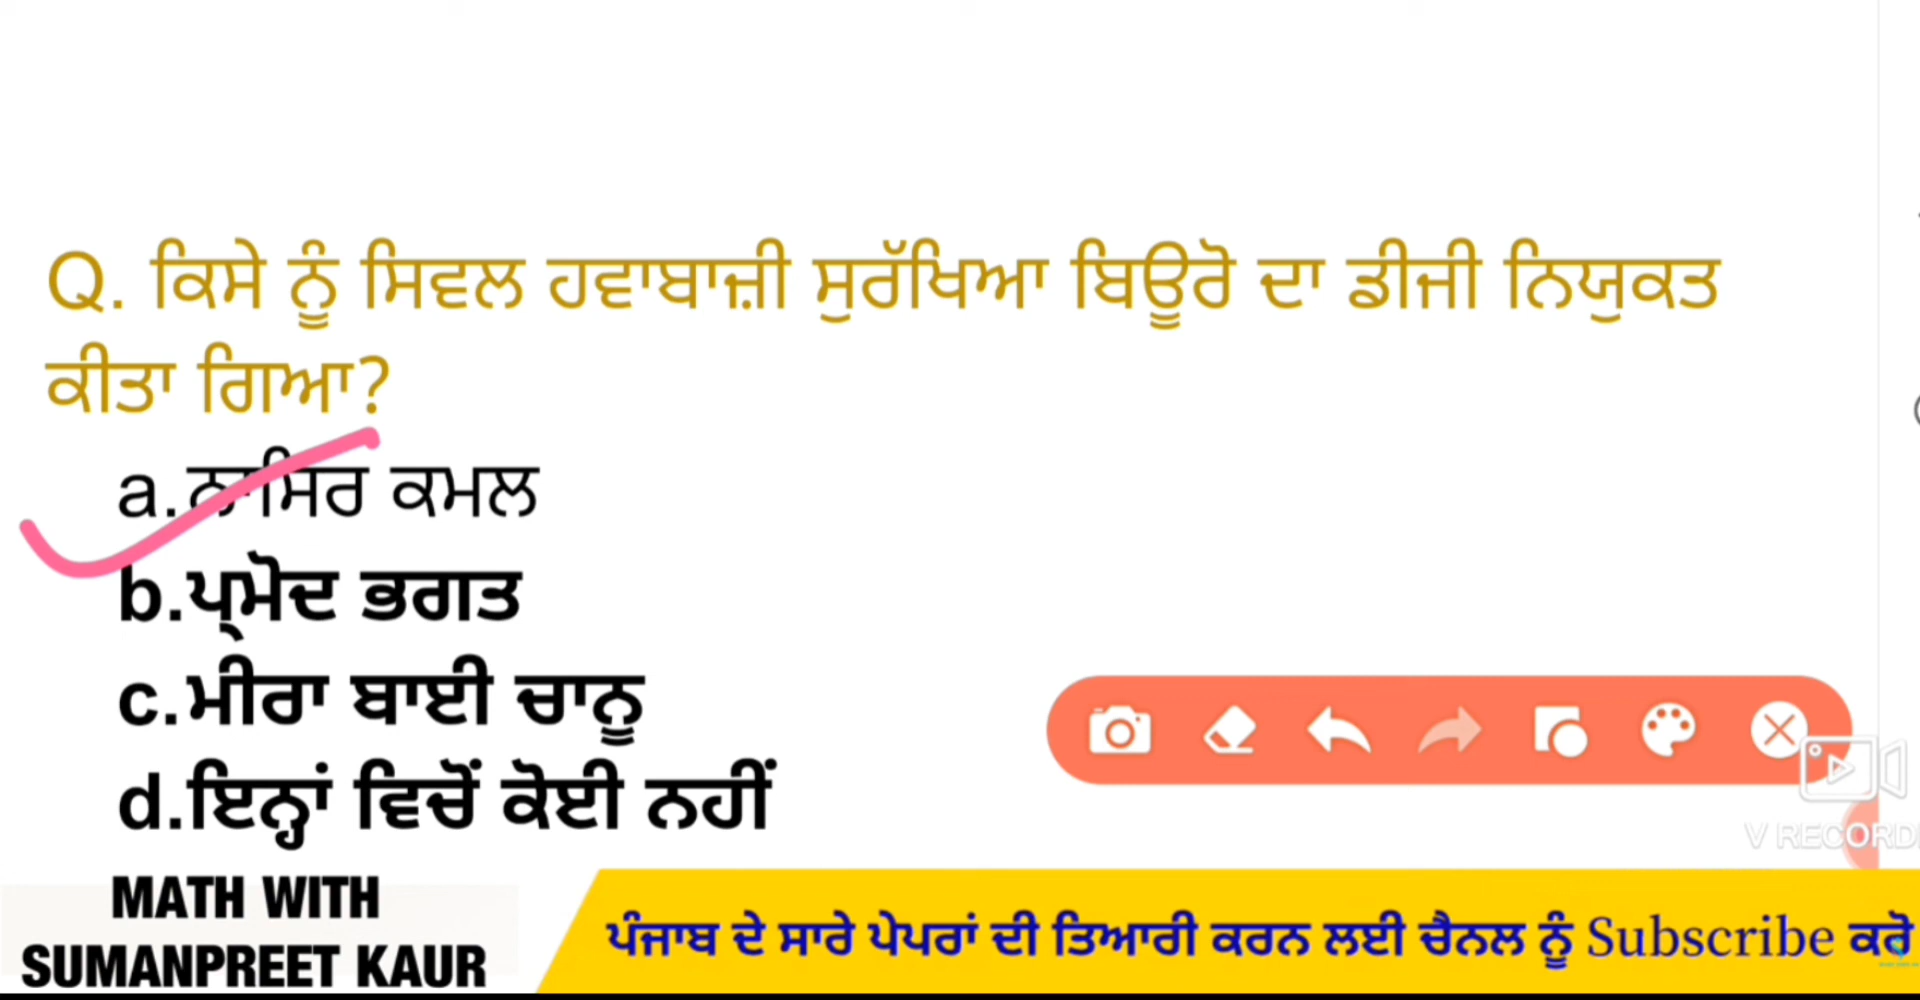 Q. ਕਿਸੇ ਨੂੰ ਸਿਵਲ ਹਵਾਬਾਜ਼ੀ ਸੁਰੱਖਿਆ ਬਿਊਰੋ ਦਾ ਡੀਜੀ ਨਿਯੁਕਤ
ਕੀਤਾ ਗਿਆ?
a.ਨਾਸਿਰ ਕਮਲ
b.ਪ੍ਰਮੋਦ ਭਗਤ
c.ਮੀਰਾ ਬਾਈ ਚਾਨੂ
d.ਇਨ੍ਹਾਂ ਵਿਚੋਂ ਕੋਈ ਨਹੀਂ
V RECORDE
MATH WITH
SUMANPREET KAUR
ਪੰਜਾਬ ਦੇ ਸਾਰੇ ਪੇਪਰਾਂ ਦੀ ਤਿਆਰੀ ਕਰਨ ਲਈ ਚੈਨਲ ਨੂੰ Subscribe ਕਰੋ